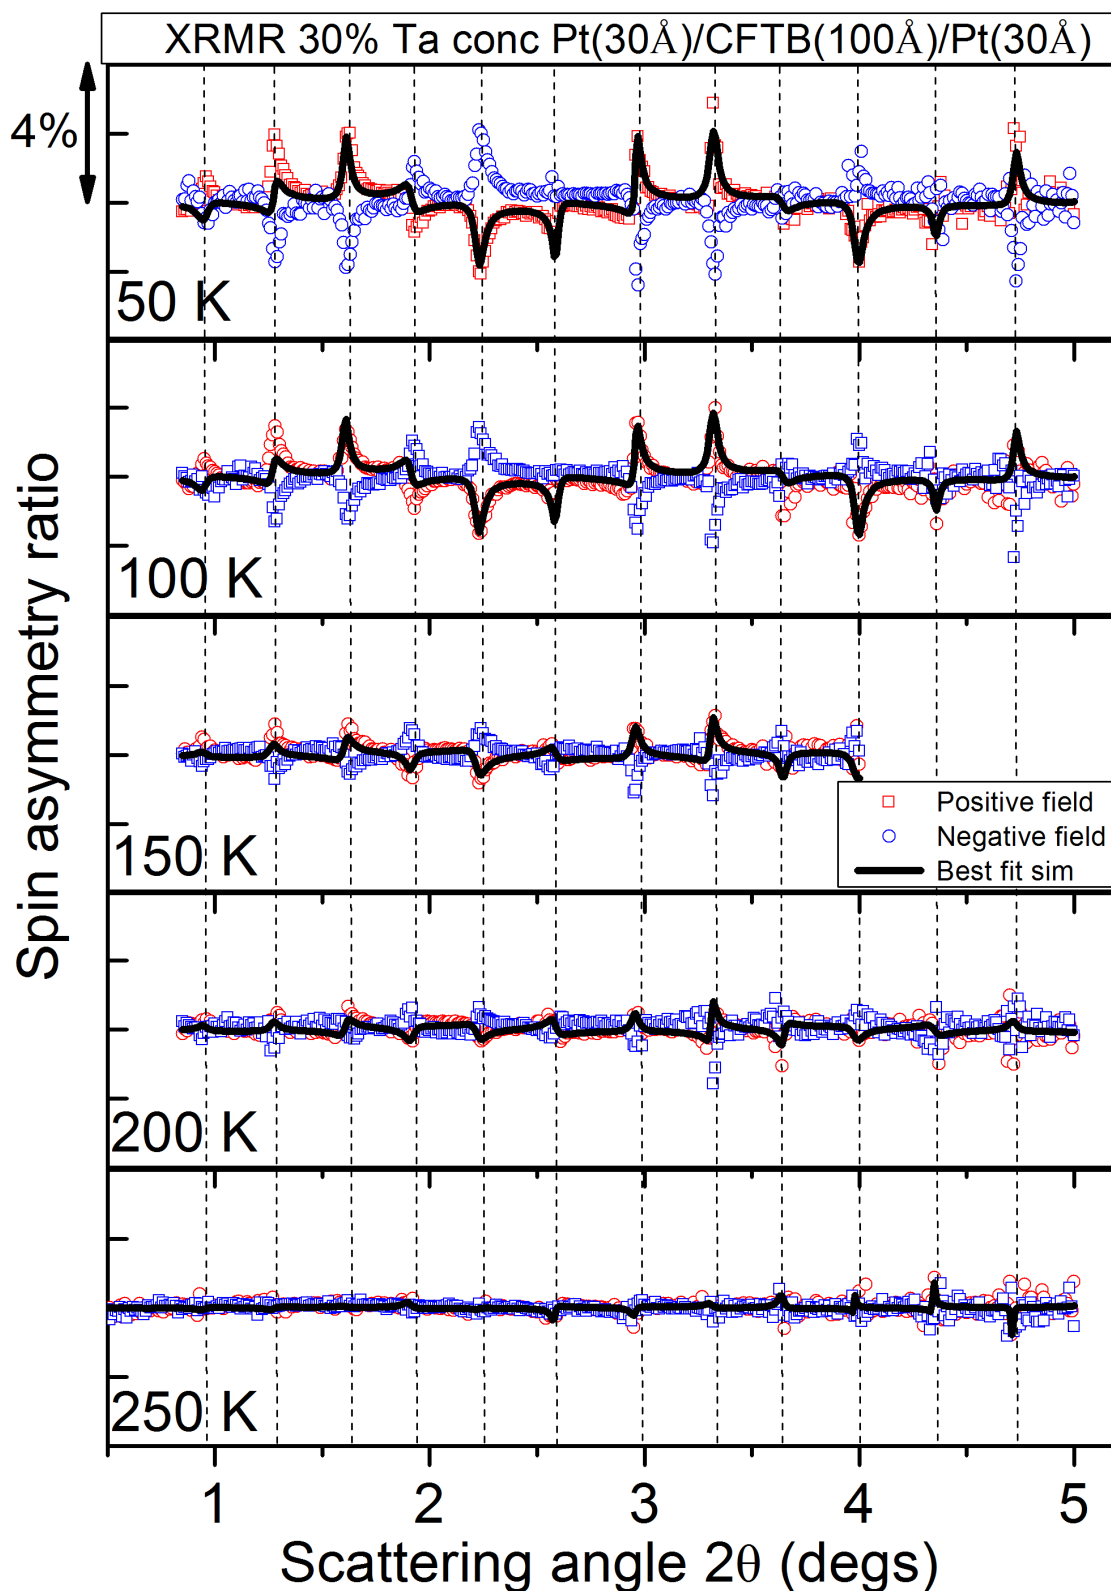 XRMR 30% Ta conc Pt(30Å)/CFTB(100Å)/Pt(30Å)
4%
50 K
100 K
150 K
Positive field
Negative field
Best fit sim
200 K
250 K
Spin asymmetry ratio
1 2 3 4 5
Scattering angle 2θ (degs)